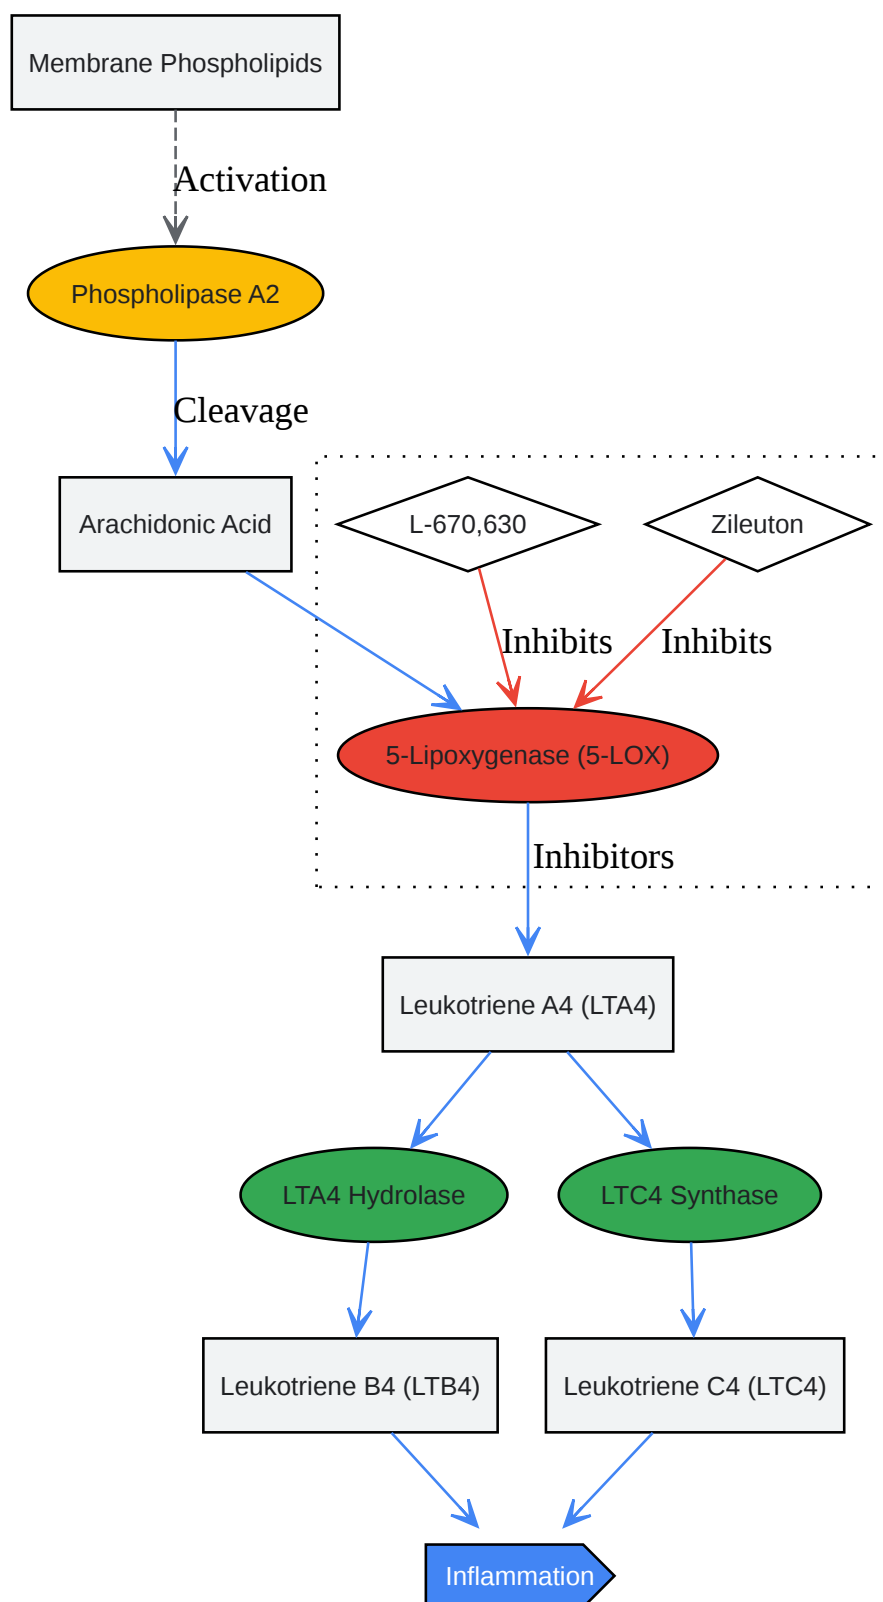 Membrane Phospholipids
Activation
Phospholipase A2
Cleavage
Arachidonic Acid
L-670,630
Zileuton
Inhibits
Inhibits
5-Lipoxygenase (5-LOX)
Inhibitors
Leukotriene A4 (LTA4)
LTA4 Hydrolase
LTC4 Synthase
Leukotriene B4 (LTB4)
Leukotriene C4 (LTC4)
Inflammation